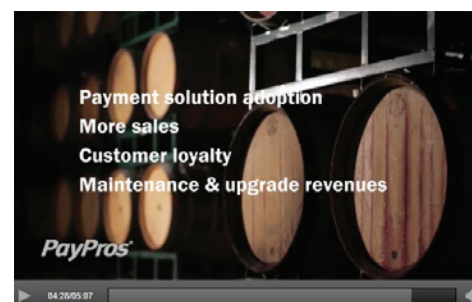 Payment solution adoption
More sales
Customer loyalty
Maintenance & upgrade revenues
PayPros
04:28/05:07